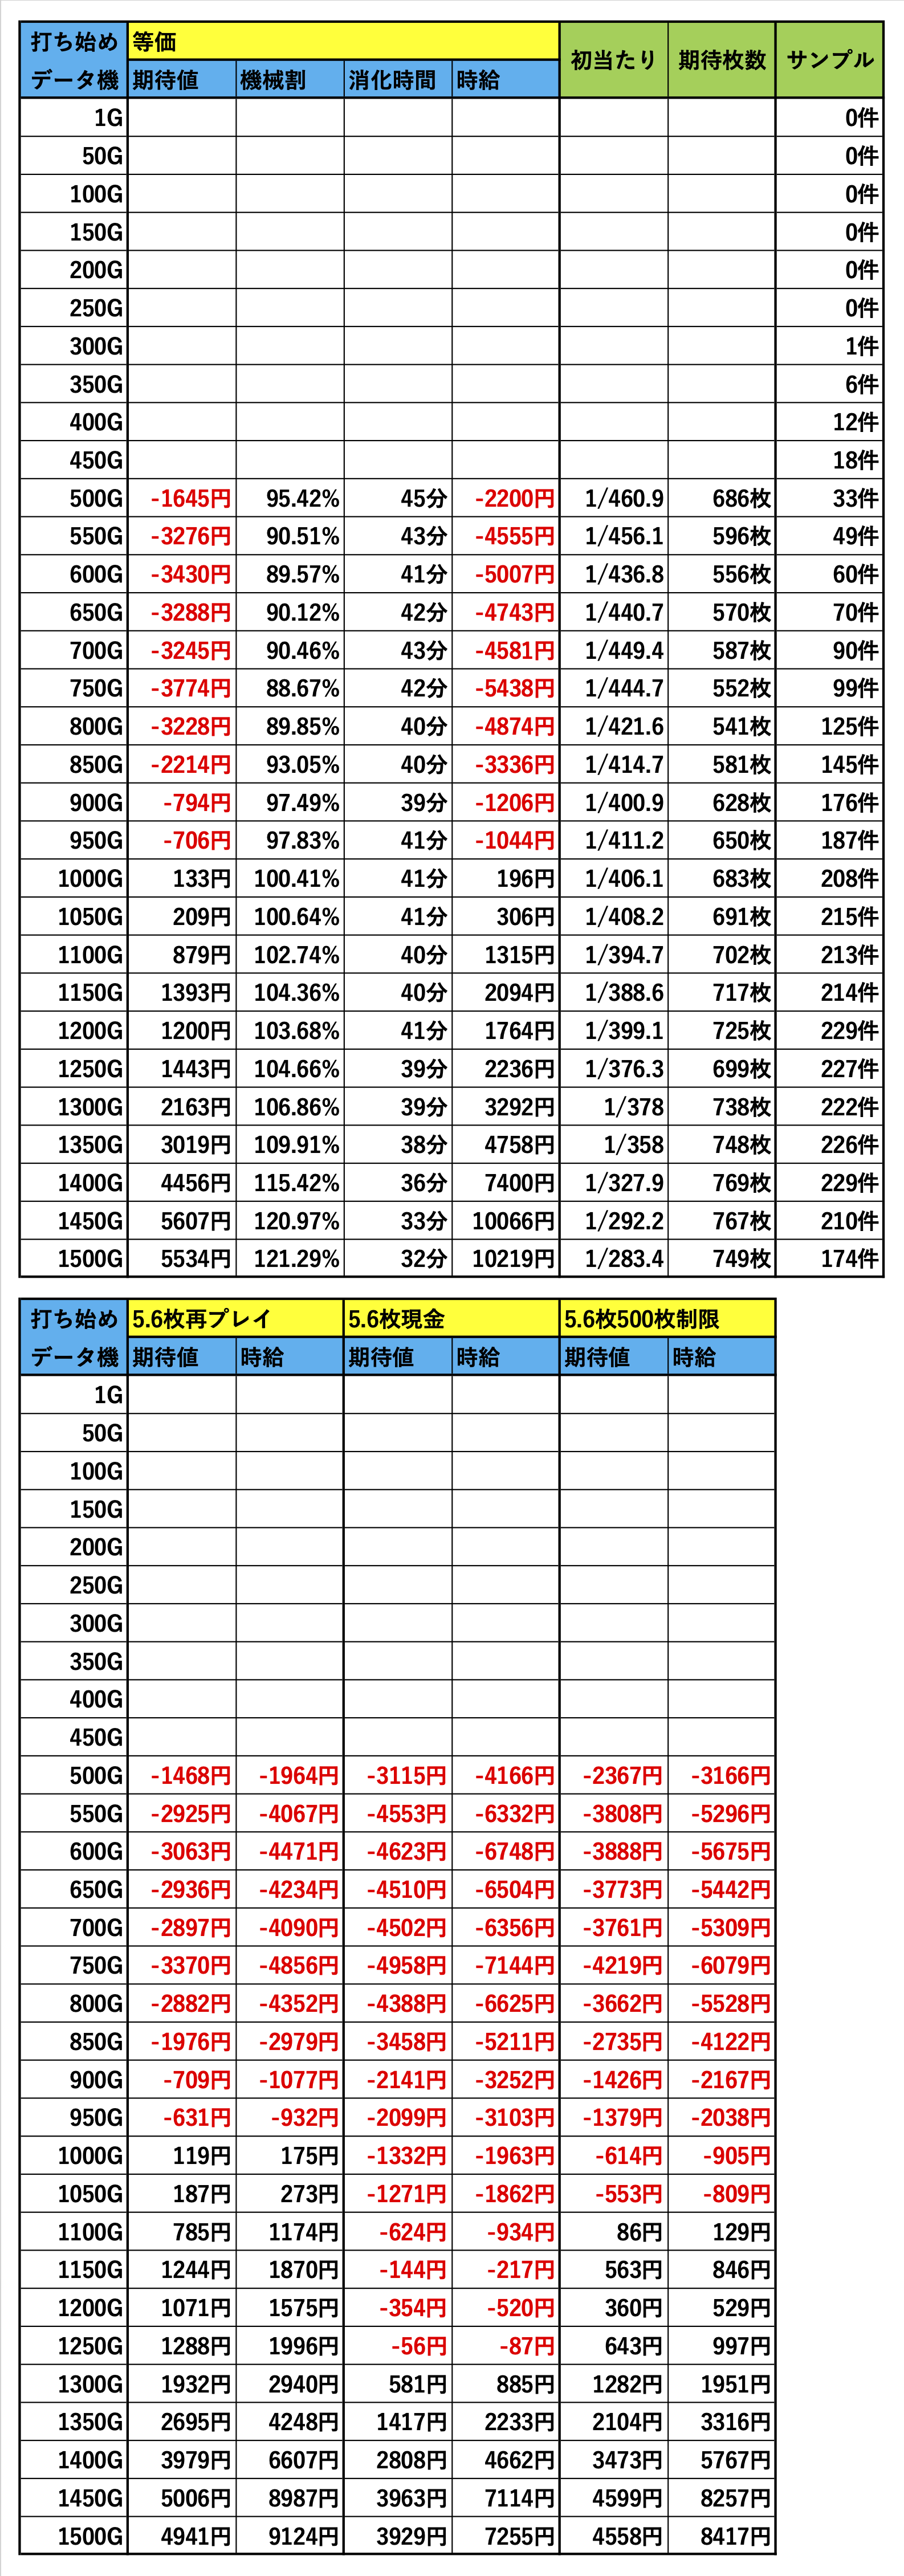 打ち始め 等価 初当たり 期待枚数 サンプル
データ機 期待値 機械割 消化時間 時給
1G 0件
50G 0件
100G 0件
150G 0件
200G 0件
250G 0件
300G 1件
350G 6件
400G 12件
450G 18件
500G -1645円 95.42% 45分 -2200円 1/460.9 686枚 33件
550G -3276円 90.51% 43分 -4555円 1/456.1 596枚 49件
600G -3430円 89.57% 41分 -5007円 1/436.8 556枚 60件
650G -3288円 90.12% 42分 -4743円 1/440.7 570枚 70件
700G -3245円 90.46% 43分 -4581円 1/449.4 587枚 90件
750G -3774円 88.67% 42分 -5438円 1/444.7 552枚 99件
800G -3228円 89.85% 40分 -4874円 1/421.6 541枚 125件
850G -2214円 93.05% 40分 -3336円 1/414.7 581枚 145件
900G -794円 97.49% 39分 -1206円 1/400.9 628枚 176件
950G -706円 97.83% 41分 -1044円 1/411.2 650枚 187件
1000G 133円 100.41% 41分 196円 1/406.1 683枚 208件
1050G 209円 100.64% 41分 306円 1/408.2 691枚 215件
1100G 879円 102.74% 40分 1315円 1/394.7 702枚 213件
1150G 1393円 104.36% 40分 2094円 1/388.6 717枚 214件
1200G 1200円 103.68% 41分 1764円 1/399.1 725枚 229件
1250G 1443円 104.66% 39分 2236円 1/376.3 699枚 227件
1300G 2163円 106.86% 39分 3292円 1/378 738枚 222件
1350G 3019円 109.91% 38分 4758円 1/358 748枚 226件
1400G 4456円 115.42% 36分 7400円 1/327.9 769枚 229件
1450G 5607円 120.97% 33分 10066円 1/292.2 767枚 210件
1500G 5534円 121.29% 32分 10219円 1/283.4 749枚 174件
打ち始め 5.6枚再プレイ 5.6枚現金 5.6枚500枚制限
データ機 期待値 時給 期待値 時給 期待値 時給
1G
50G
100G
150G
200G
250G
300G
350G
400G
450G
500G -1468円 -1964円 -3115円 -4166円 -2367円 -3166円
550G -2925円 -4067円 -4553円 -6332円 -3808円 -5296円
600G -3063円 -4471円 -4623円 -6748円 -3888円 -5675円
650G -2936円 -4234円 -4510円 -6504円 -3773円 -5442円
700G -2897円 -4090円 -4502円 -6356円 -3761円 -5309円
750G -3370円 -4856円 -4958円 -7144円 -4219円 -6079円
800G -2882円 -4352円 -4388円 -6625円 -3662円 -5528円
850G -1976円 -2979円 -3458円 -5211円 -2735円 -4122円
900G -709円 -1077円 -2141円 -3252円 -1426円 -2167円
950G -631円 -932円 -2099円 -3103円 -1379円 -2038円
1000G 119円 175円 -1332円 -1963円 -614円 -905円
1050G 187円 273円 -1271円 -1862円 -553円 -809円
1100G 785円 1174円 -624円 -934円 86円 129円
1150G 1244円 1870円 -144円 -217円 563円 846円
1200G 1071円 1575円 -354円 -520円 360円 529円
1250G 1288円 1996円 -56円 -87円 643円 997円
1300G 1932円 2940円 581円 885円 1282円 1951円
1350G 2695円 4248円 1417円 2233円 2104円 3316円
1400G 3979円 6607円 2808円 4662円 3473円 5767円
1450G 5006円 8987円 3963円 7114円 4599円 8257円
1500G 4941円 9124円 3929円 7255円 4558円 8417円